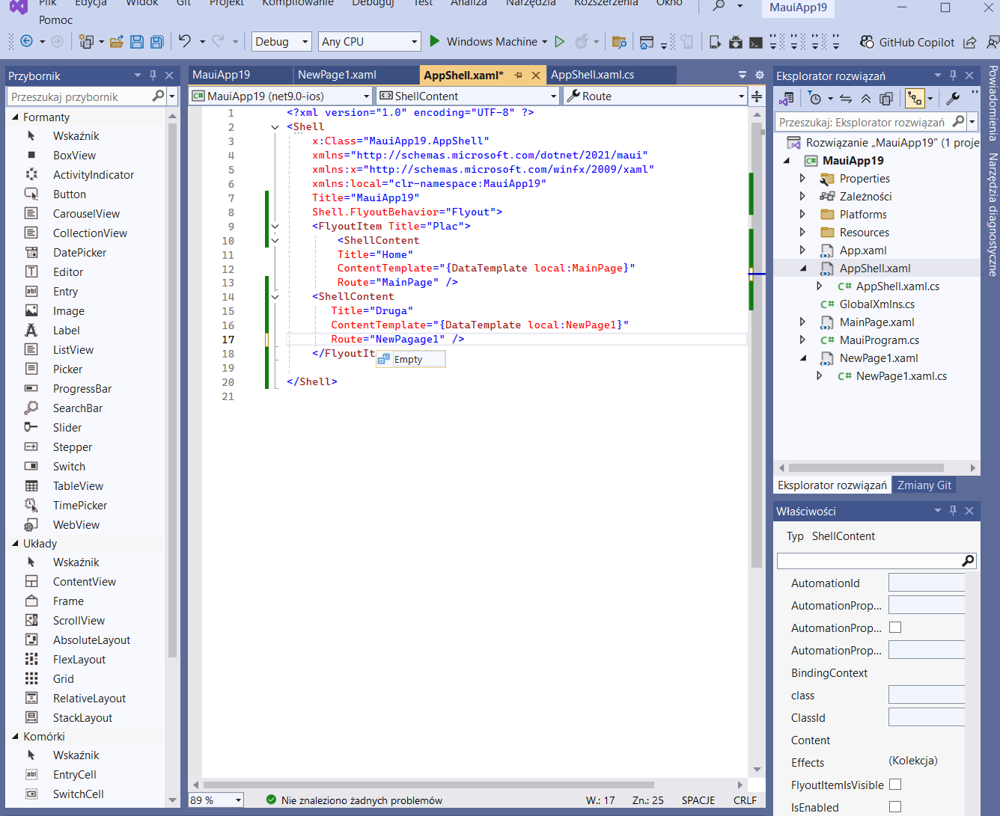 Plik Edycja Widok Git Projekt Kompilowanie Debuguj Test Analiza Narzędzia Rozszerzenia Okno MauiApp19
Pomoc
Debug Any CPU Windows Machine GitHub Copilot
Przybornik
Przeszukaj przybornik
Formanty
Wskaźnik
BoxView
ActivityIndicator
Button
CarouselView
CollectionView
DatePicker
Editor
Entry
Image
Label
ListView
Picker
ProgressBar
SearchBar
Slider
Stepper
Switch
TableView
TimePicker
WebView
Układy
Wskaźnik
ContentView
Frame
ScrollView
AbsoluteLayout
FlexLayout
Grid
RelativeLayout
StackLayout
Komórki
Wskaźnik
EntryCell
SwitchCell
MauiApp19 NewPage1.xaml AppShell.xaml* AppShell.xaml.cs
MauiApp19 (net9.0-ios) ShellContent Route
1 <?xml version="1.0" encoding="UTF-8" ?>
2 <Shell
3 x:Class="MauiApp19.AppShell"
4 xmlns="http://schemas.microsoft.com/dotnet/2021/maui"
5 xmlns:x="http://schemas.microsoft.com/winfx/2009/xaml"
6 xmlns:local="clr-namespace:MauiApp19"
7 Title="MauiApp19"
8 Shell.FlyoutBehavior="Flyout">
9 <FlyoutItem Title="Plac">
10 <ShellContent
11 Title="Home"
12 ContentTemplate="{DataTemplate local:MainPage}"
13 Route="MainPage" />
14 <ShellContent
15 Title="Druga"
16 ContentTemplate="{DataTemplate local:NewPage1}"
17 Route="NewPagage1" />
18 </FlyoutIt
Empty
19
20 </Shell>
21
89 % Nie znaleziono żadnych problemów W.: 17 Zn.: 25 SPACJE CRLF
Eksplorator rozwiązań
Przeszukaj: Eksplorator rozwiązań
Rozwiązanie „MauiApp19” (1 proje
MauiApp19
Properties
Zależności
Platforms
Resources
App.xaml
AppShell.xaml
C# AppShell.xaml.cs
C# GlobalXmlns.cs
MainPage.xaml
C# MauiProgram.cs
NewPage1.xaml
C# NewPage1.xaml.cs
Eksplorator rozwiązań Zmiany Git
Właściwości
Typ ShellContent
AutomationId
AutomationProp...
AutomationProp...
AutomationProp...
BindingContext
class
ClassId
Content
Effects (Kolekcja)
FlyoutItemIsVisible
IsEnabled
Powiadomienia
Narzędzia diagnostyczne